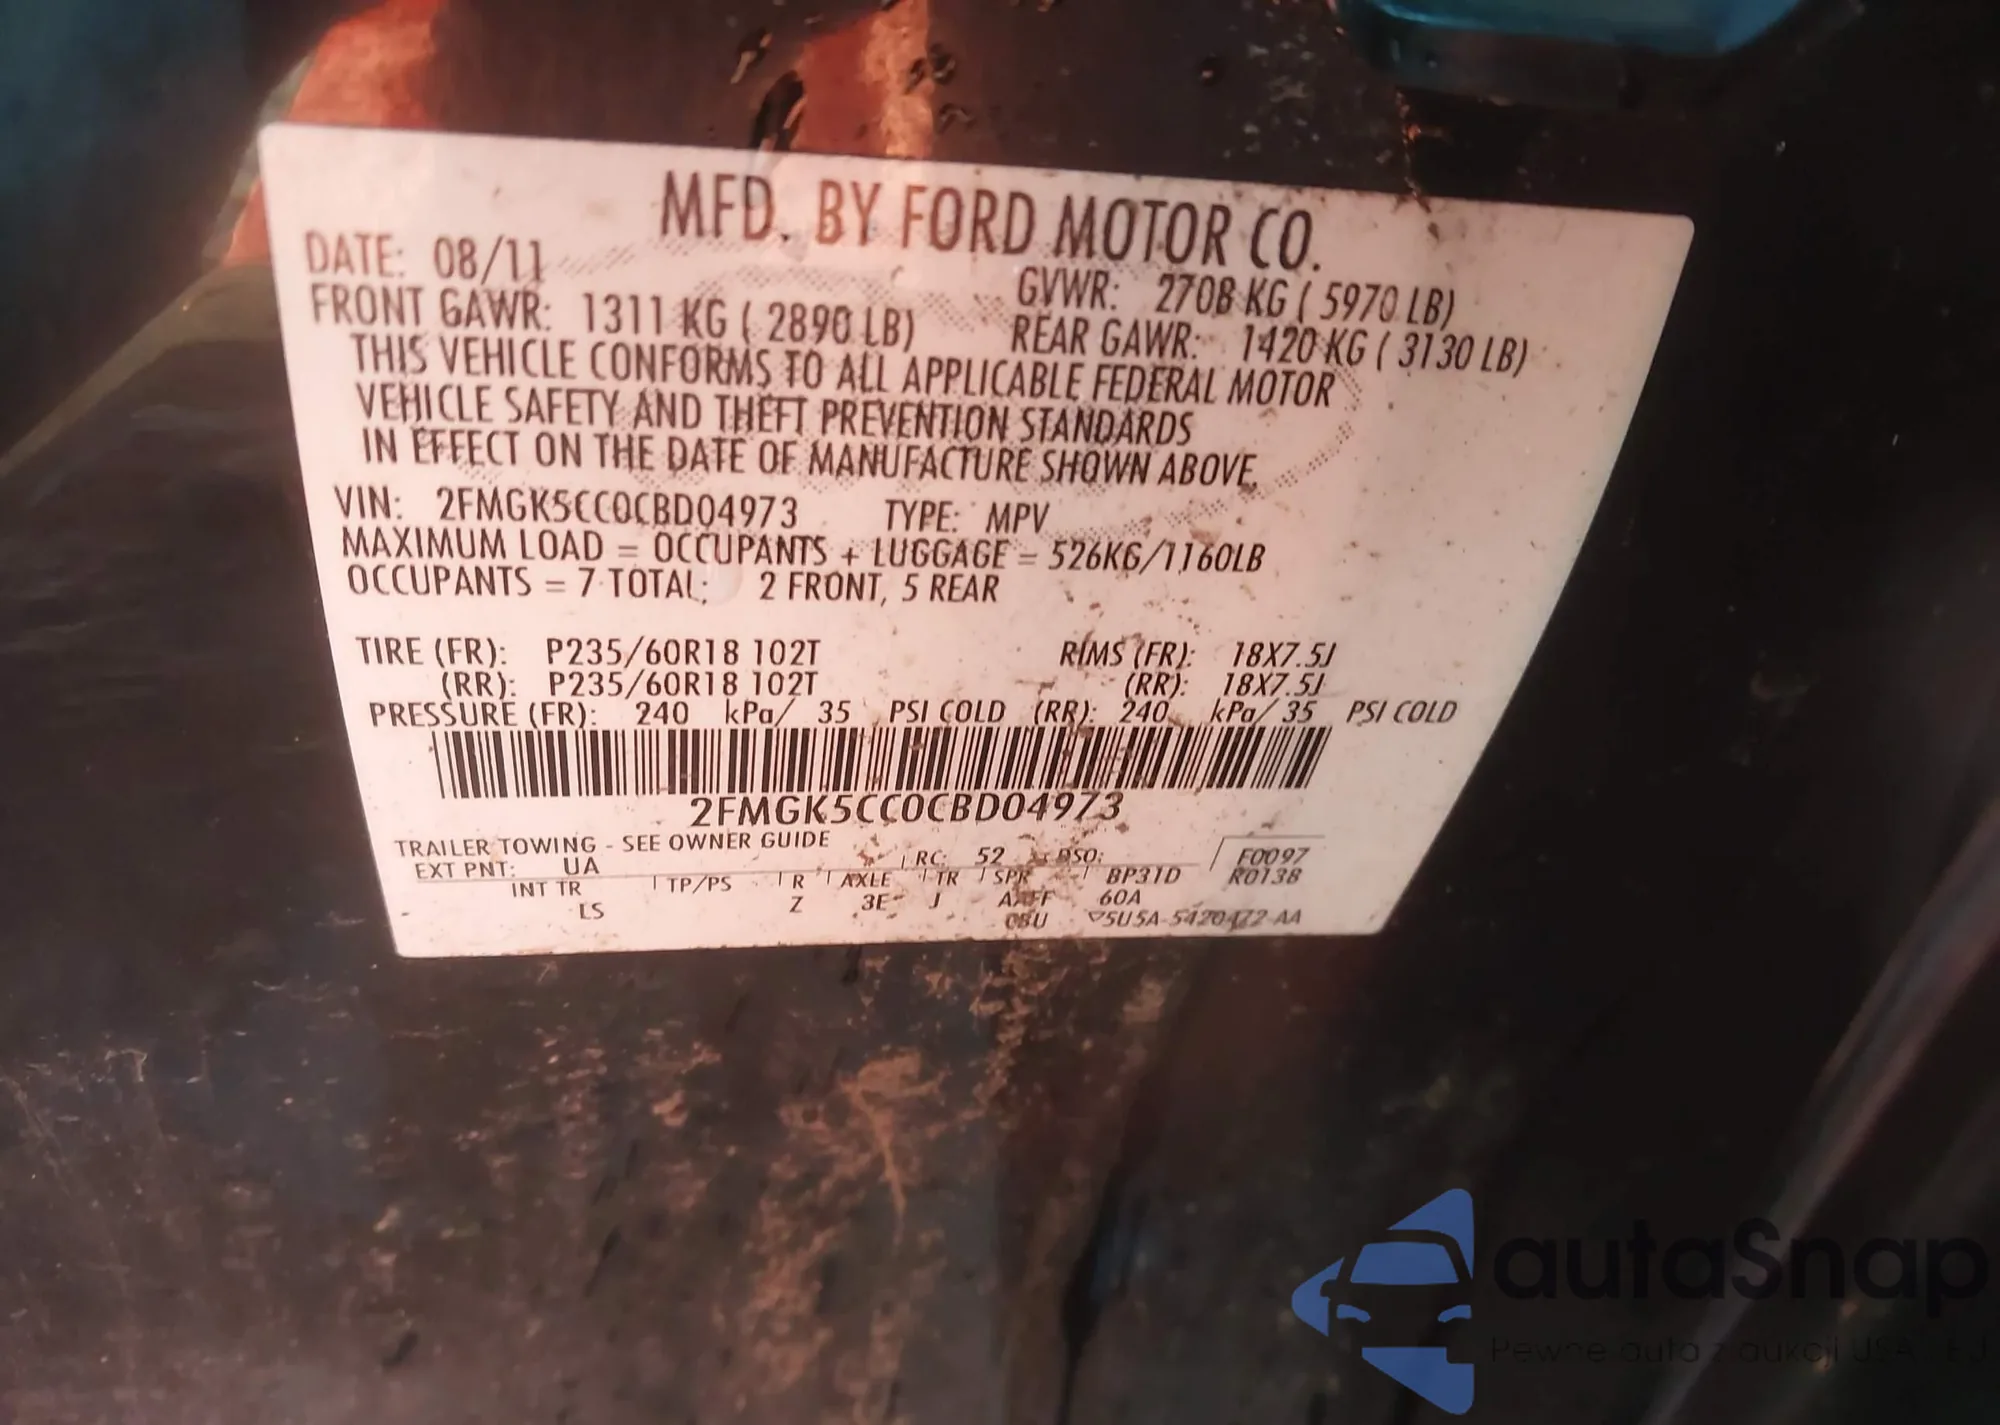 MFD. BY FORD MOTOR CO.
DATE: 08/11
GVWR: 2708 KG ( 5970 LB)
FRONT GAWR: 1311 KG ( 2890 LB)
REAR GAWR: 1420 KG ( 3130 LB)
THIS VEHICLE CONFORMS TO ALL APPLICABLE FEDERAL MOTOR
VEHICLE SAFETY AND THEFT PREVENTION STANDARDS
IN EFFECT ON THE DATE OF MANUFACTURE SHOWN ABOVE.
VIN: 2FMGK5CC0CBD04973 TYPE: MPV
MAXIMUM LOAD = OCCUPANTS + LUGGAGE = 526KG/1160LB
OCCUPANTS = 7 TOTAL: 2 FRONT, 5 REAR
TIRE (FR): P235/60R18 102T RIMS (FR): 18X7.5J
(RR): P235/60R18 102T (RR): 18X7.5J
PRESSURE (FR): 240 kPa/ 35 PSI COLD (RR): 240 kPa/ 35 PSI COLD
2FMGK5CC0CBD04973
TRAILER TOWING - SEE OWNER GUIDE
EXT PNT: UA RC: 52 DSO: F0097
INT TR TP/PS R AXLE TR SPR BP31D R0138
LS Z 3E J 60A
5U5A-5420472-AA
autaSnap
Pewne auta z aukcji